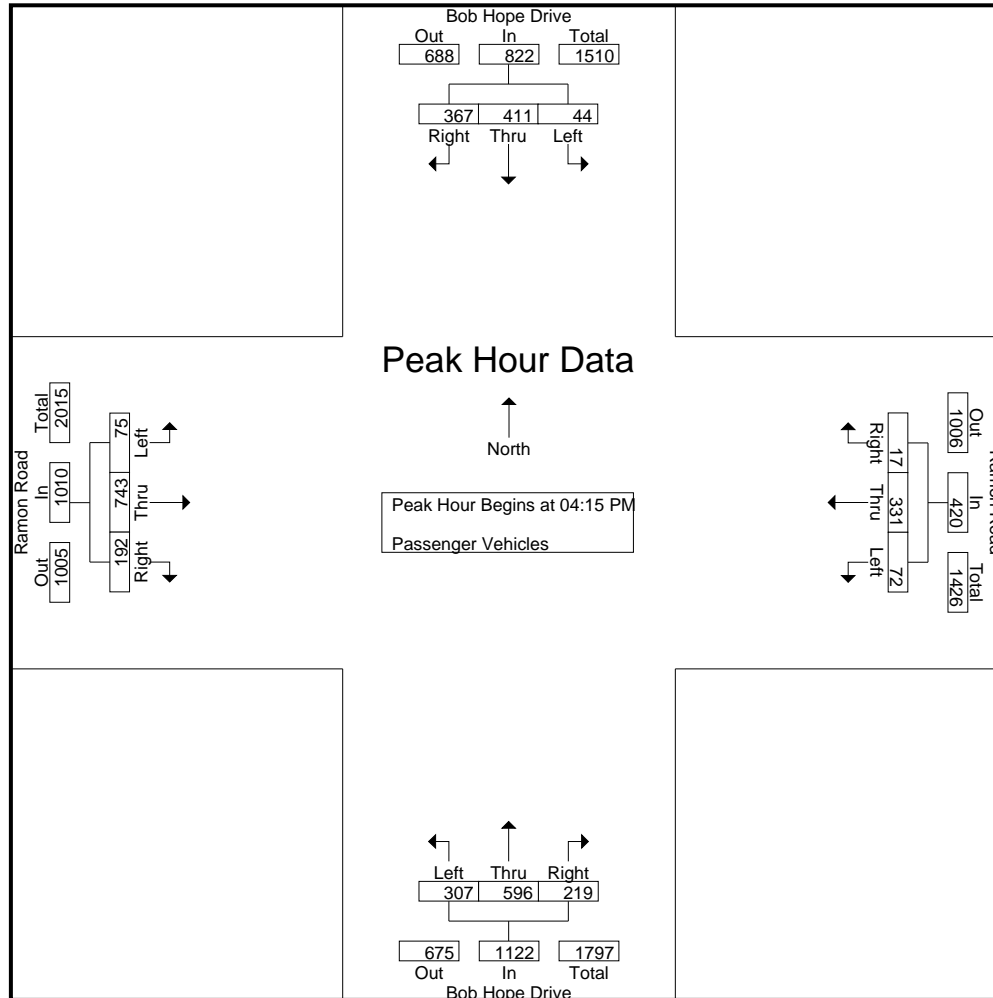 Bob Hope Drive
Out In Total
688 822 1510
367 411 44
Right Thru Left
Peak Hour Data
North
Peak Hour Begins at 04:15 PM
Passenger Vehicles
Ramon Road
Total In Out
2015 1010 1005
75 743 192
Left Thru Right
Ramon Road
Out In Total
1006 420 1426
17 331 72
Right Thru Left
Left Thru Right
307 596 219
675 1122 1797
Out In Total
Bob Hope Drive